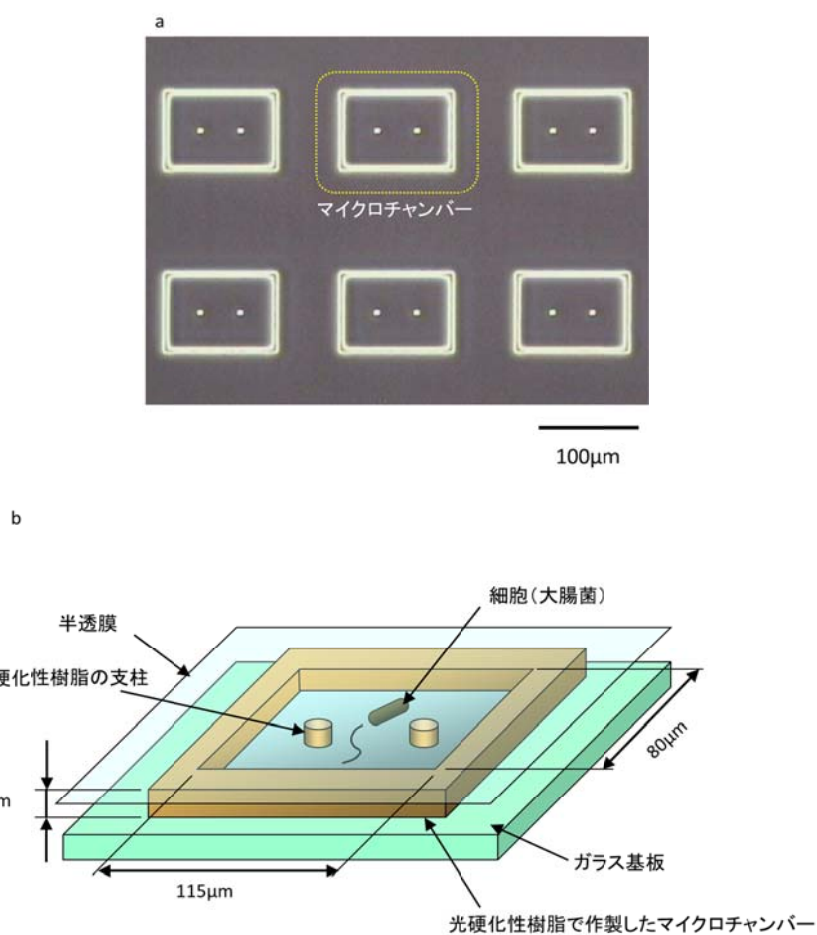 a
マイクロチャンバー
100μm
b
細胞（大腸菌）
半透膜
硬化性樹脂の支柱
80μm
m
ガラス基板
115μm
光硬化性樹脂で作製したマイクロチャンバー